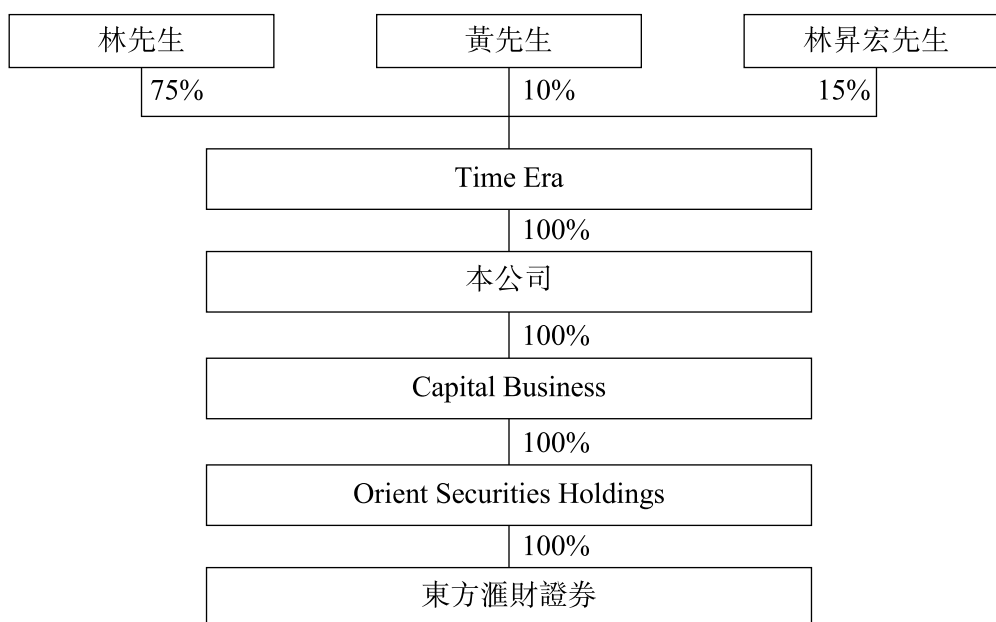 林先生
黃先生
林昇宏先生
75%
10%
15%
Time Era
100%
本公司
100%
Capital Business
100%
Orient Securities Holdings
100%
東方滙財證券